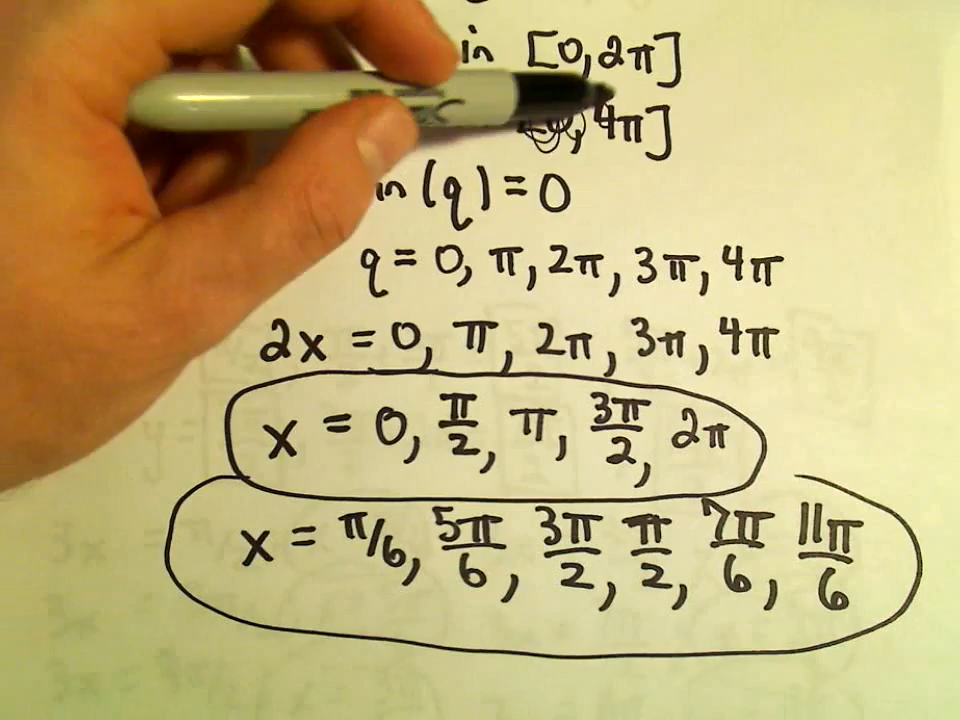 in [0, 2π]
, 4π]
in(q) = 0
q = 0, π, 2π, 3π, 4π
2x = 0, π, 2π, 3π, 4π
x = 0, π/2, π, 3π/2, 2π
x = π/6, 5π/6, 3π/2, π/2, 7π/6, 11π/6